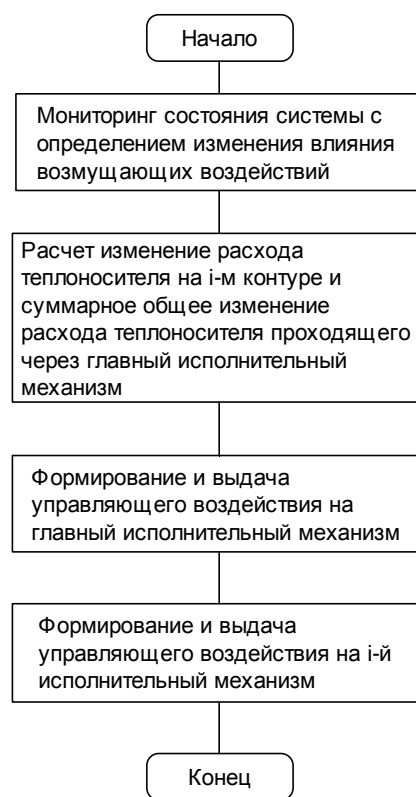 Начало
Мониторинг состояния системы с
определением изменения влияния
возмущающих воздействий
Расчет изменение расхода
теплоносителя на i-м контуре и
суммарное общее изменение
расхода теплоносителя проходящего
через главный исполнительный
механизм
Формирование и выдача
управляющего воздействия на
главный исполнительный механизм
Формирование и выдача
управляющего воздействия на i-й
исполнительный механизм
Конец